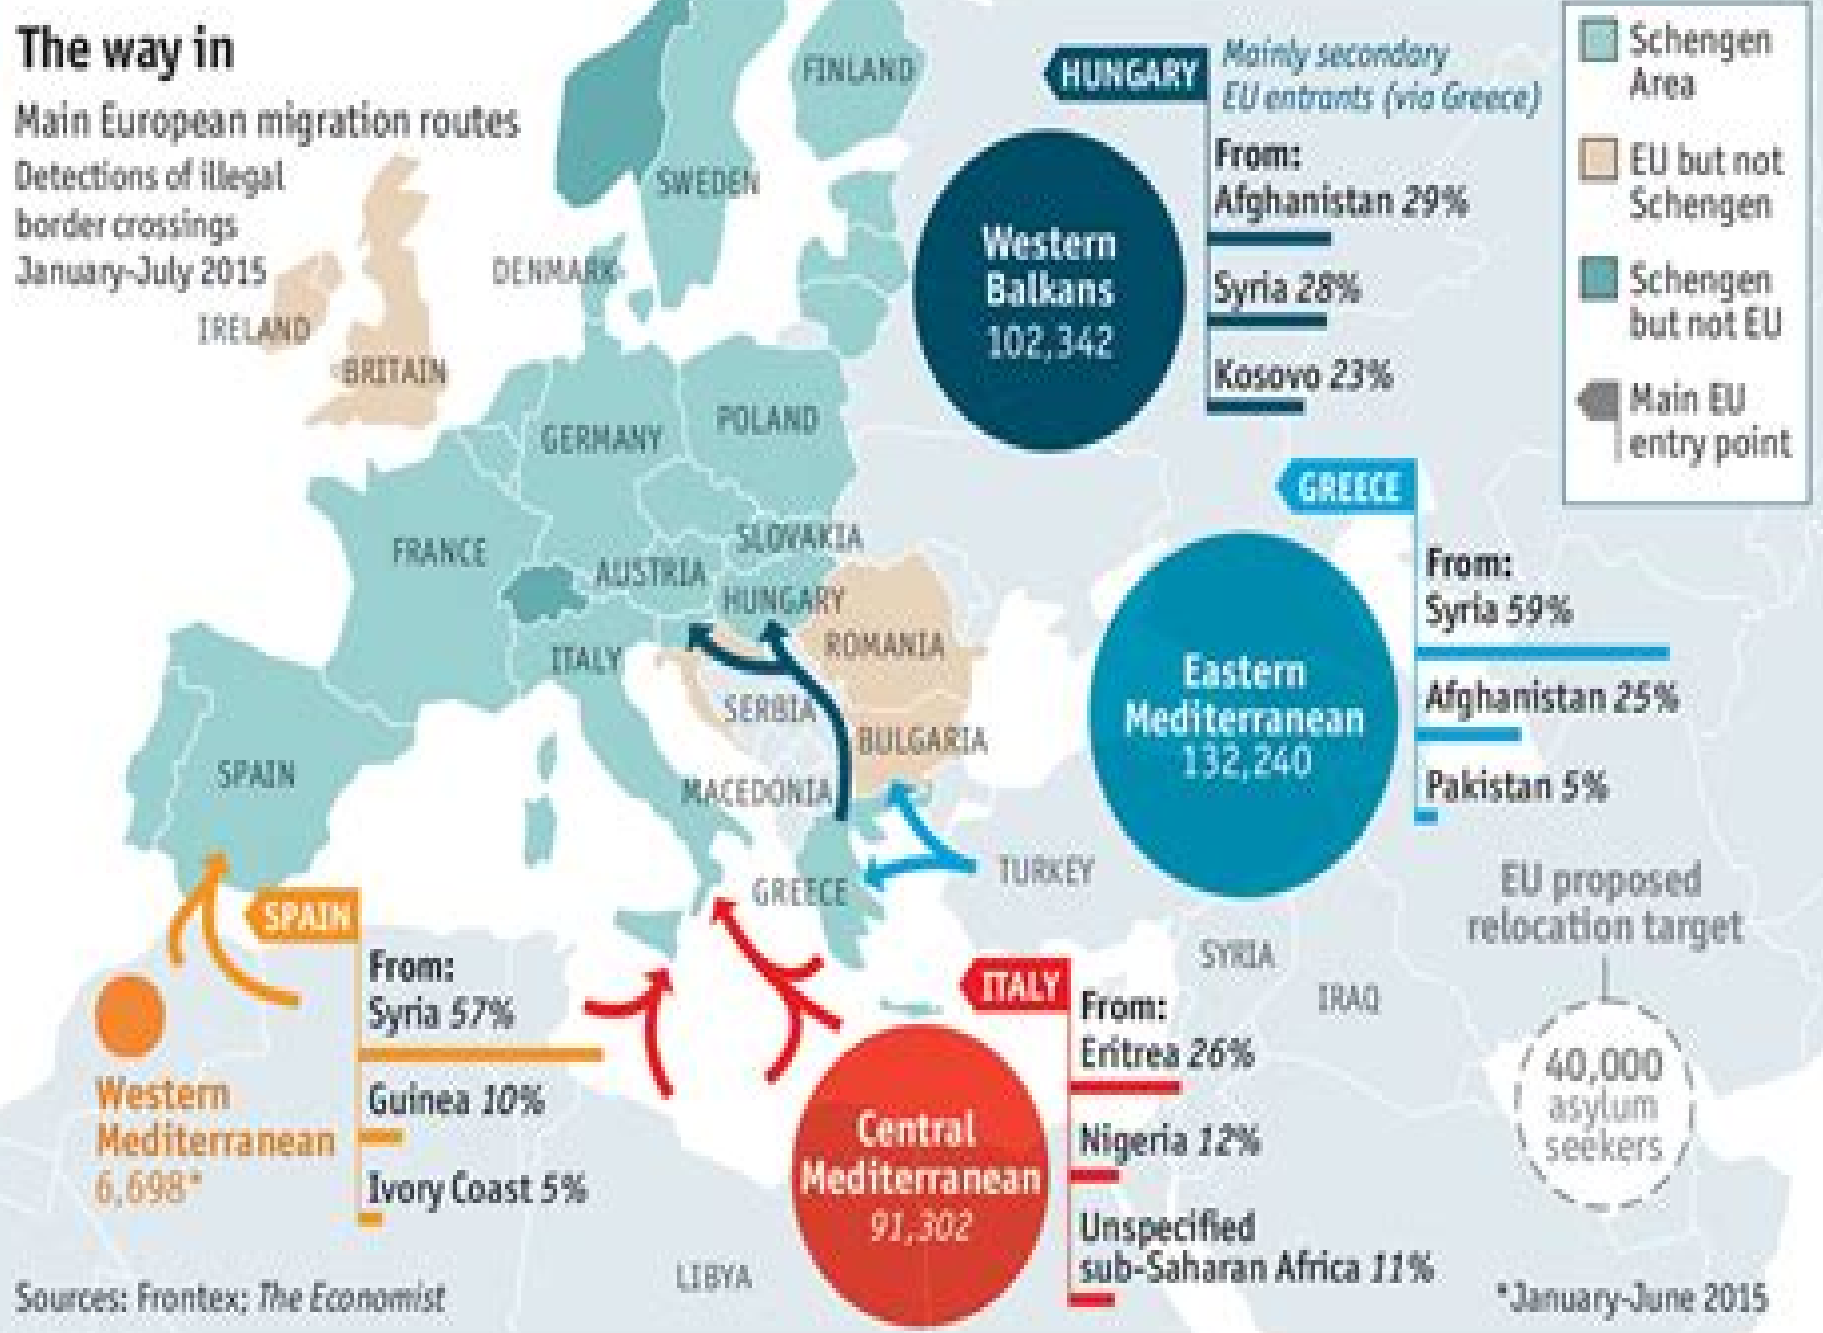 The way in
Main European migration routes
Detections of illegal
border crossings
January-July 2015
FINLAND
SWEDEN
DENMARK
IRELAND
BRITAIN
GERMANY
POLAND
FRANCE
SLOVAKIA
AUSTRIA
HUNGARY
ITALY
ROMANIA
SERBIA
BULGARIA
SPAIN
MACEDONIA
GREECE
TURKEY
SYRIA
IRAQ
LIBYA
HUNGARY
Mainly secondary
EU entrants (via Greece)
Western
Balkans
102,342
From:
Afghanistan 29%
Syria 28%
Kosovo 23%
Schengen
Area
EU but not
Schengen
Schengen
but not EU
Main EU
entry point
GREECE
Eastern
Mediterranean
132,240
From:
Syria 59%
Afghanistan 25%
Pakistan 5%
SPAIN
Western
Mediterranean
6,698*
From:
Syria 57%
Guinea 10%
Ivory Coast 5%
ITALY
Central
Mediterranean
91,302
From:
Eritrea 26%
Nigeria 12%
Unspecified
sub-Saharan Africa 11%
EU proposed
relocation target
40,000
asylum
seekers
Sources: Frontex; The Economist
*January-June 2015